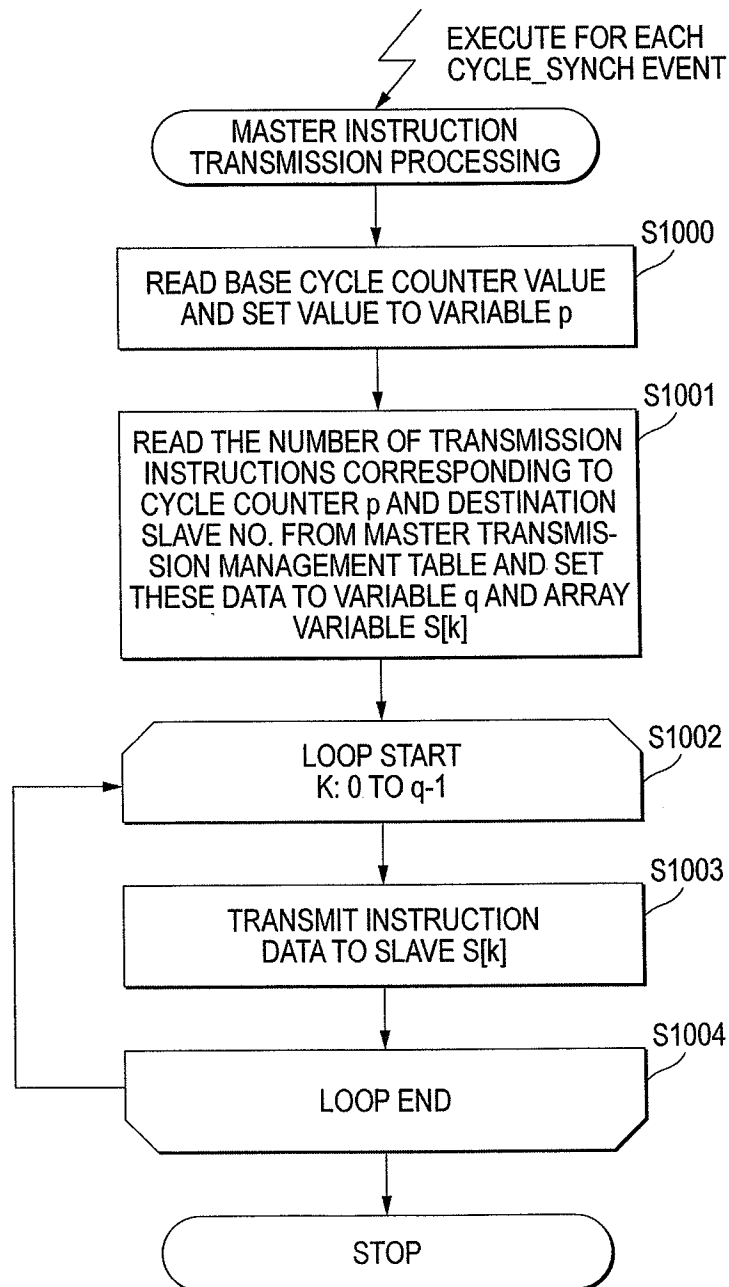 EXECUTE FOR EACH
CYCLE_SYNCH EVENT
MASTER INSTRUCTION
TRANSMISSION PROCESSING
S1000
READ BASE CYCLE COUNTER VALUE
AND SET VALUE TO VARIABLE p
S1001
READ THE NUMBER OF TRANSMISSION
INSTRUCTIONS CORRESPONDING TO
CYCLE COUNTER p AND DESTINATION
SLAVE NO. FROM MASTER TRANSMIS-
SION MANAGEMENT TABLE AND SET
THESE DATA TO VARIABLE q AND ARRAY
VARIABLE S[k]
S1002
LOOP START
K: 0 TO q-1
S1003
TRANSMIT INSTRUCTION
DATA TO SLAVE S[k]
S1004
LOOP END
STOP